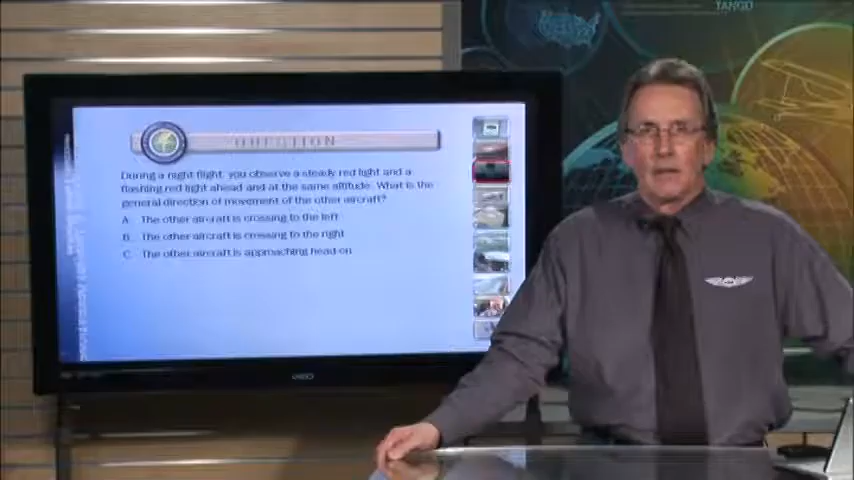 TANGO
QUESTION
During a night flight, you observe a steady red light and a
flashing red light ahead and at the same altitude. What is the
general direction of movement of the other aircraft?
A. The other aircraft is crossing to the left
B. The other aircraft is crossing to the right
C. The other aircraft is approaching head on